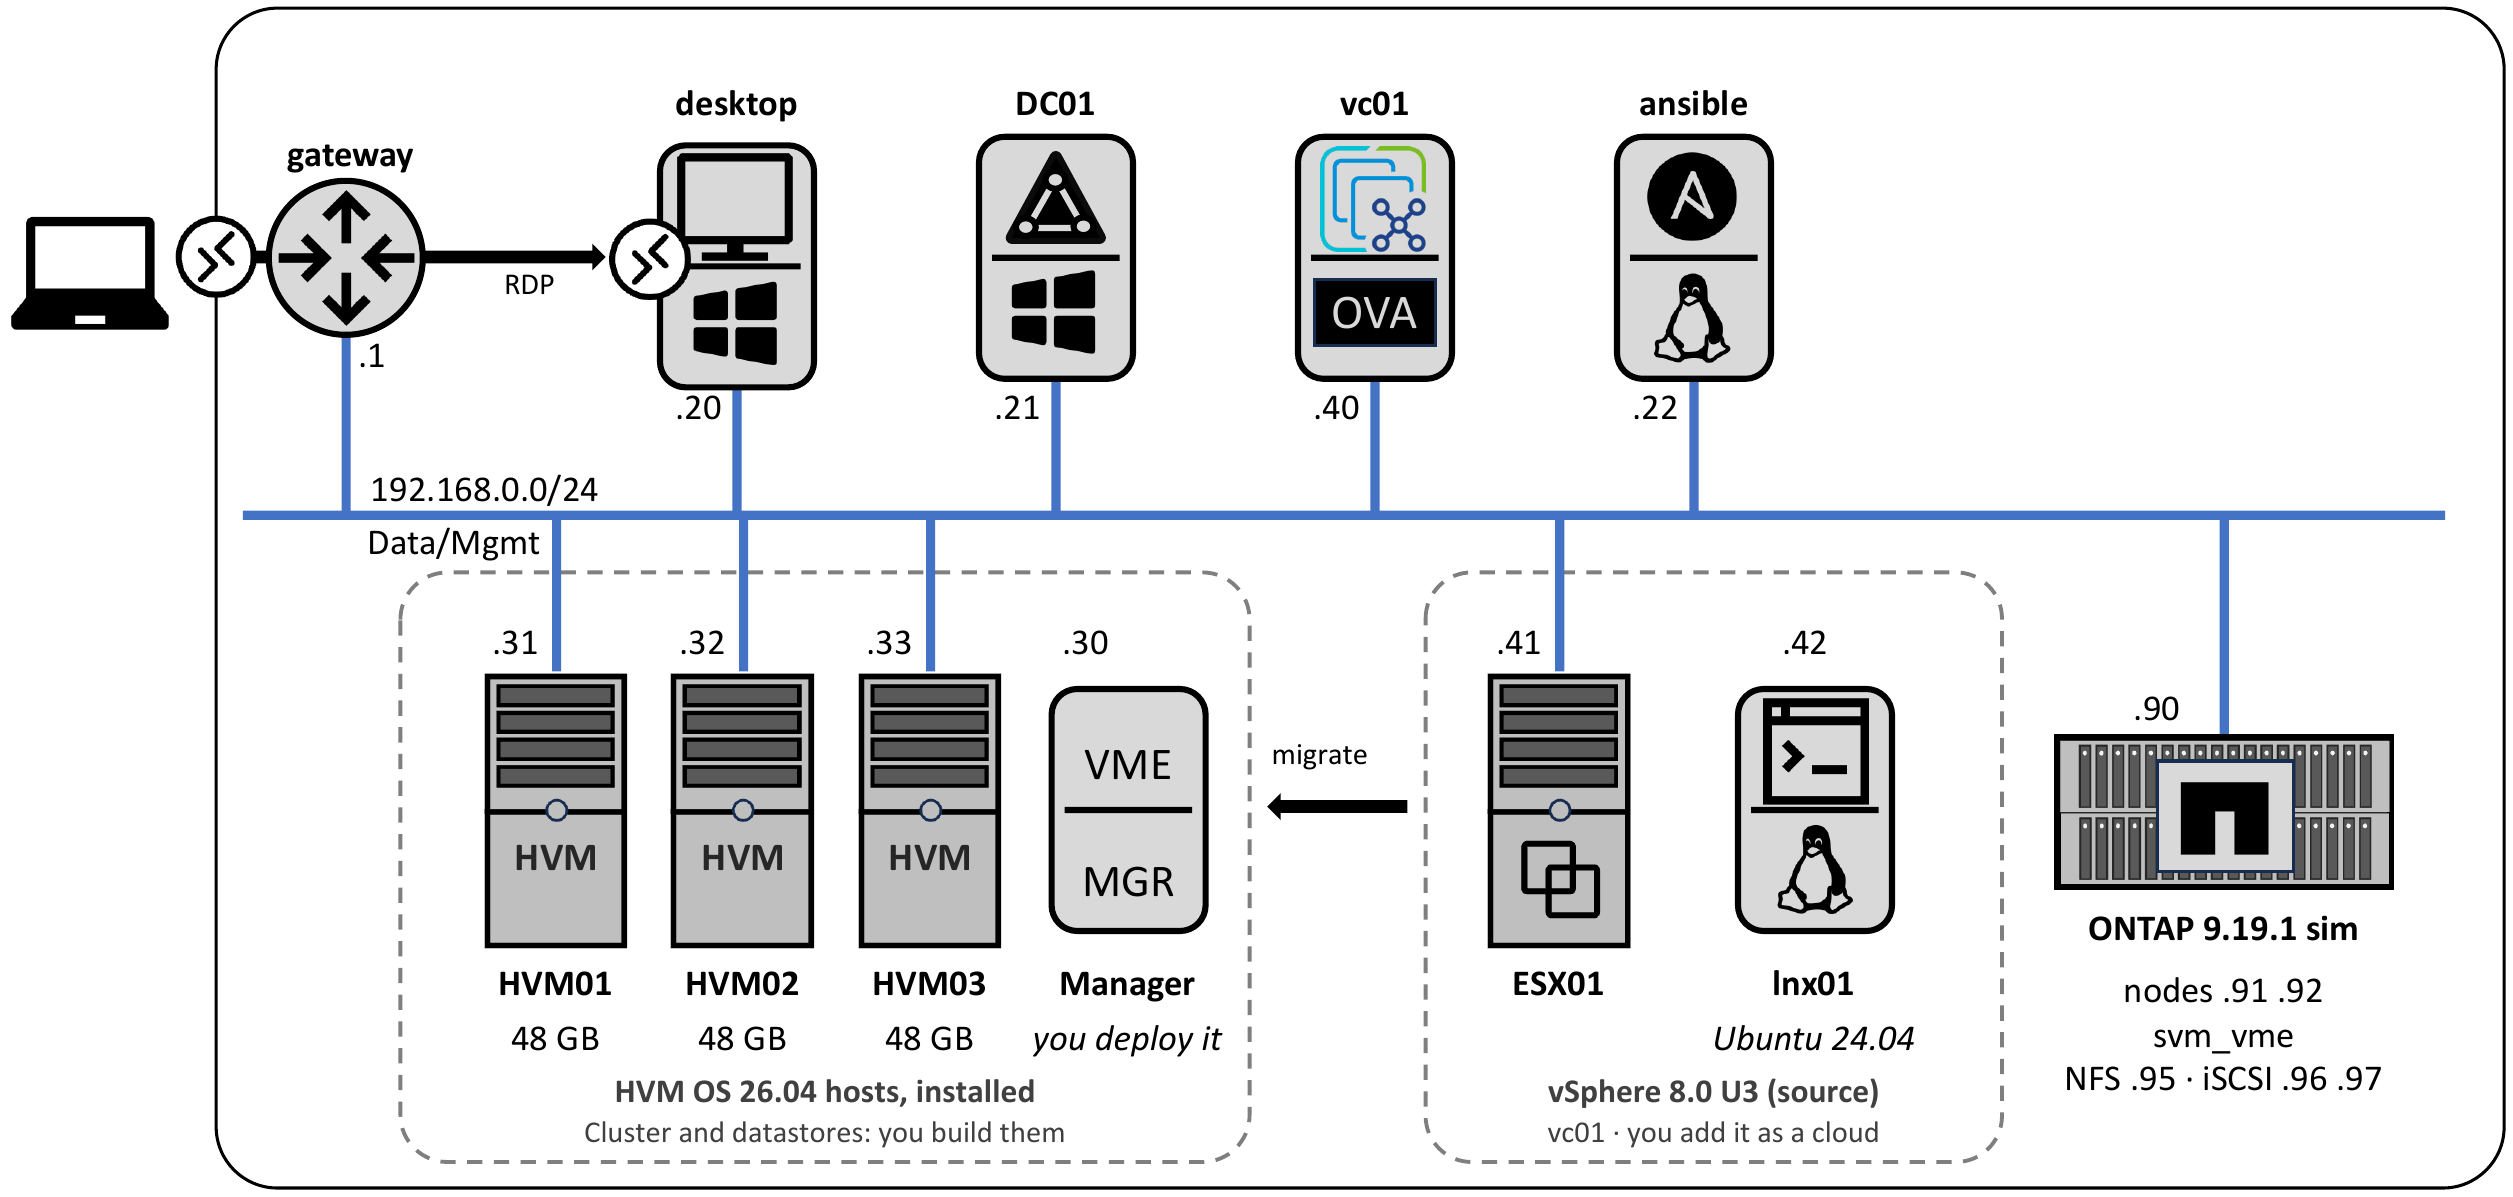 desktop
DC01
vc01
ansible
gateway
RDP
OVA
.1
.20
.21
.40
.22
192.168.0.0/24
Data/Mgmt
.31
.32
.33
.30
.41
.42
.90
VME
MGR
migrate
HVM
HVM
HVM
ONTAP 9.19.1 sim
HVM01
HVM02
HVM03
Manager
ESX01
lnx01
nodes .91 .92
48 GB
48 GB
48 GB
you deploy it
Ubuntu 24.04
svm_vme
NFS .95 · iSCSI .96 .97
HVM OS 26.04 hosts, installed
vSphere 8.0 U3 (source)
Cluster and datastores: you build them
vc01 · you add it as a cloud